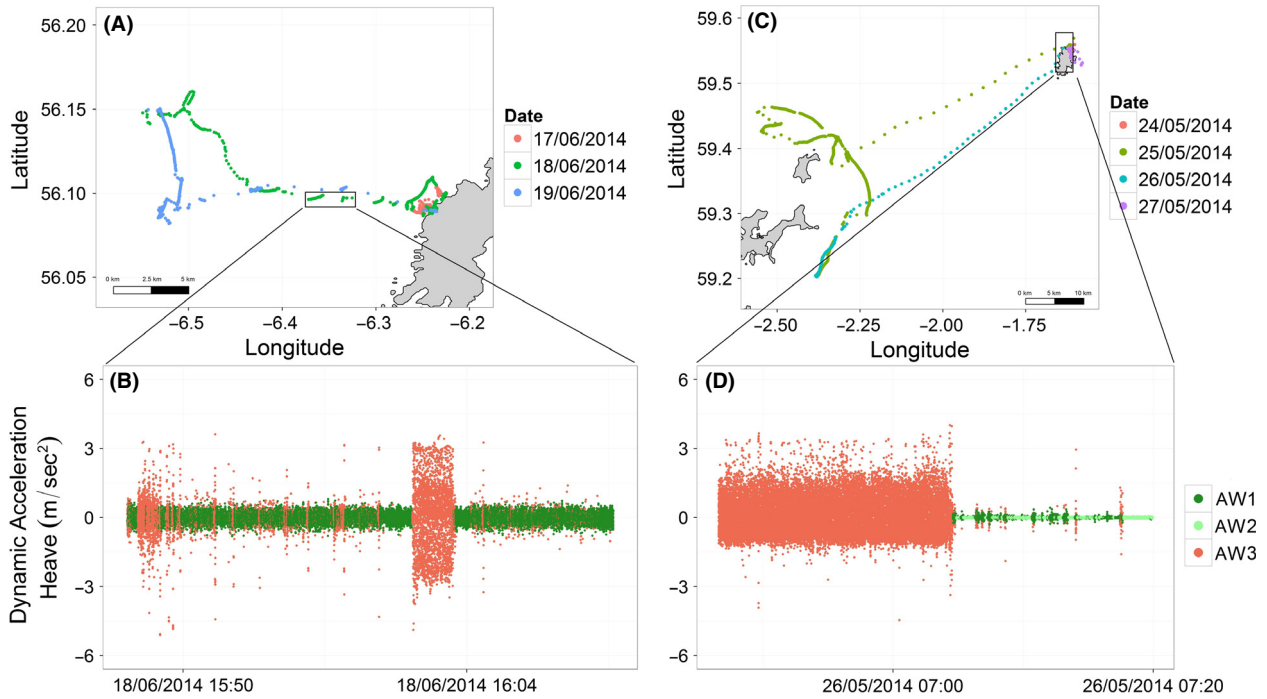 (A)
56.20
56.15
56.10
56.05
Latitude
0 km 2.5 km 5 km
−6.5 −6.4 −6.3 −6.2
Longitude
Date
17/06/2014
18/06/2014
19/06/2014
(C)
59.6
59.5
59.4
59.3
59.2
Latitude
0 km 5 km 10 km
−2.50 −2.25 −2.00 −1.75
Longitude
Date
24/05/2014
25/05/2014
26/05/2014
27/05/2014
(B)
6
3
0
−3
−6
Dynamic Acceleration
Heave (m/sec²)
18/06/2014 15:50 18/06/2014 16:04
(D)
6
3
0
−3
−6
26/05/2014 07:00 26/05/2014 07:20
AW1
AW2
AW3